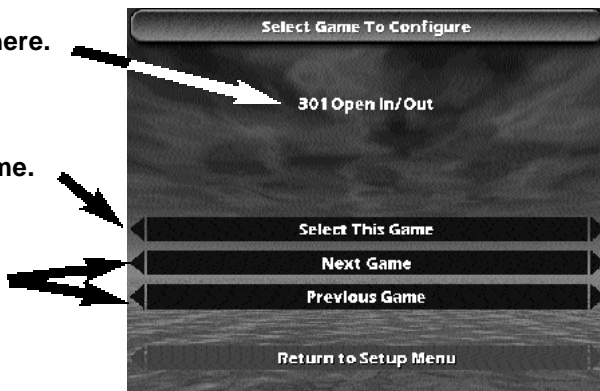 Select Game To Configure
here.
301 Open In/Out
me.
Select This Game
Next Game
Previous Game
Return to Setup Menu